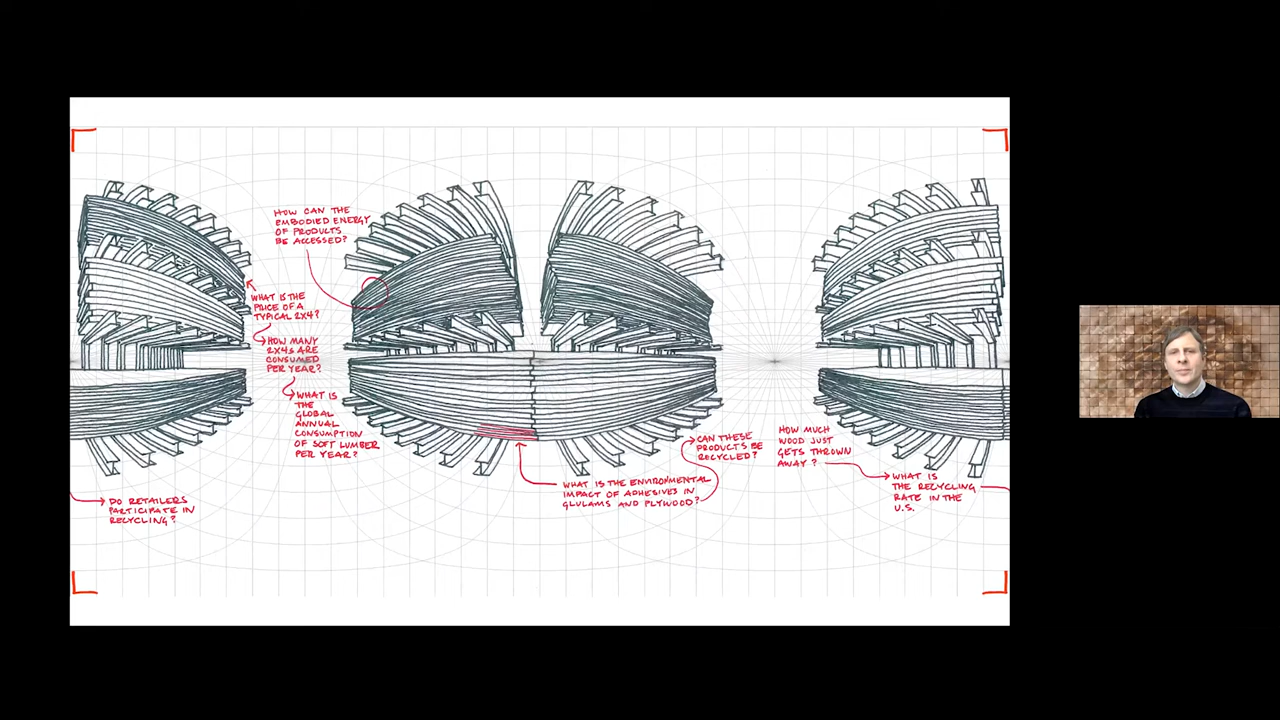 HOW CAN THE
EMBODIED ENERGY
OF PRODUCTS
BE ACCESSED?
WHAT IS THE
PRICE OF A
TYPICAL 2X4?
HOW MANY
2X4S ARE
CONSUMED
PER YEAR?
WHAT IS
THE
GLOBAL
ANNUAL
CONSUMPTION
OF SOFT LUMBER
PER YEAR?
DO RETAILERS
PARTICIPATE IN
RECYCLING?
WHAT IS THE ENVIRONMENTAL
IMPACT OF ADHESIVES IN
GLULAMS AND PLYWOOD?
CAN THESE
PRODUCTS BE
RECYCLED?
HOW MUCH
WOOD JUST
GETS THROWN
AWAY?
WHAT IS
THE RECYCLING
RATE IN THE
U.S.